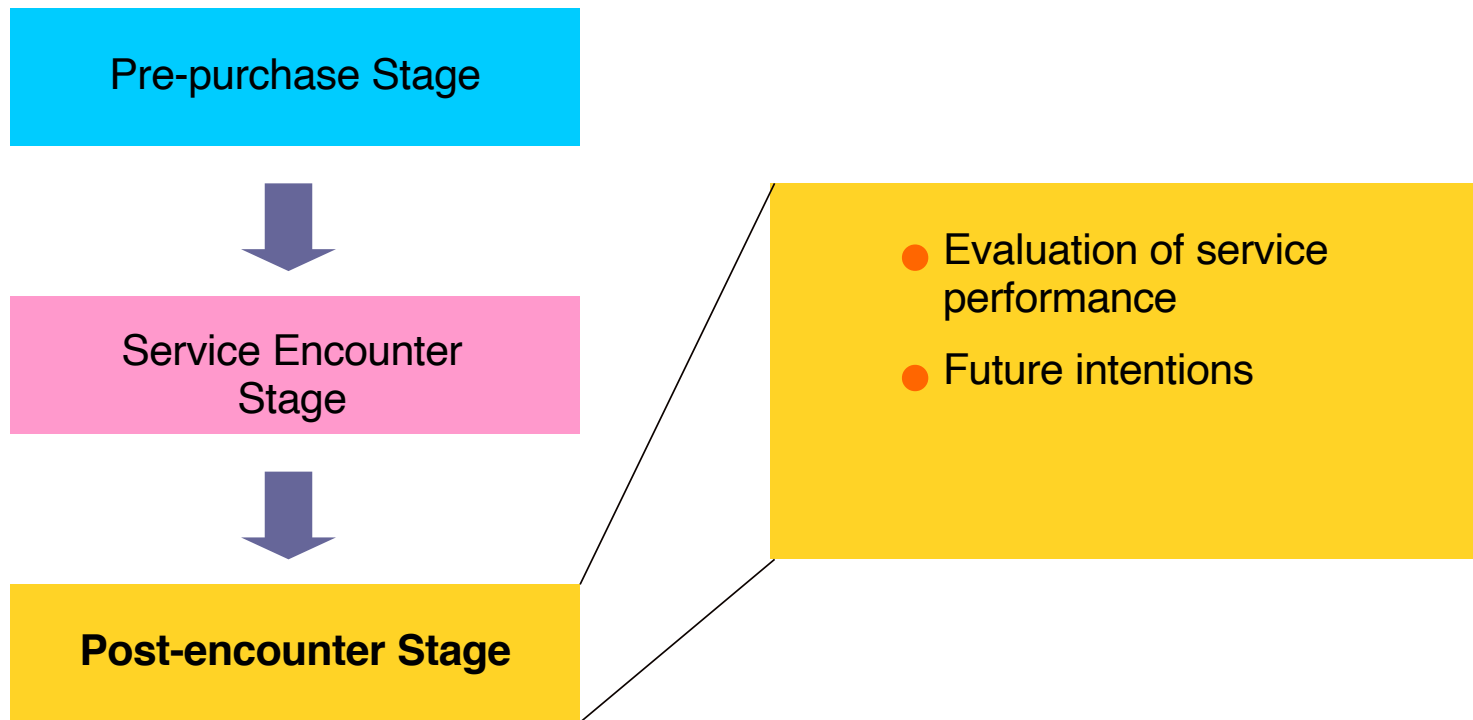 Pre-purchase Stage
Service Encounter
Stage
Post-encounter Stage
Evaluation of service
performance
Future intentions